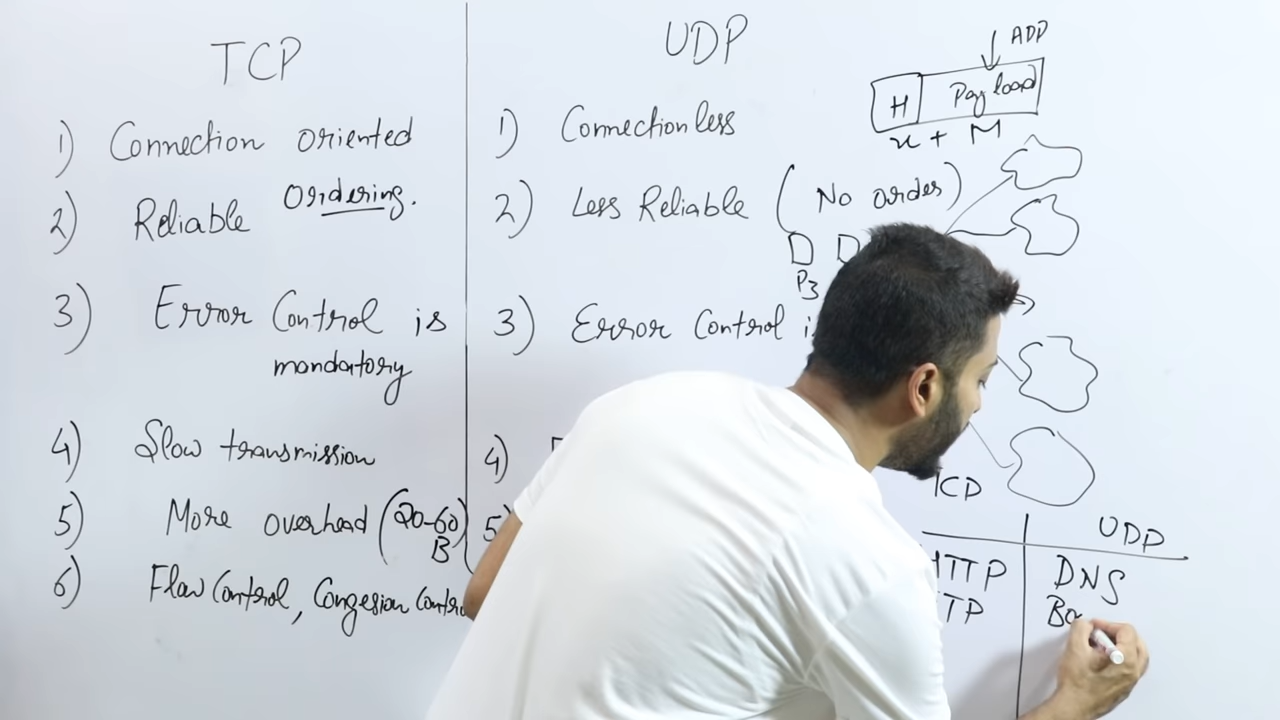 TCP
1) Connection oriented
2) Reliable Ordering.
3) Error Control is
mandatory
4) Slow transmission
5) More overhead (20-60)
B
6) Flow Control, Congesion Contro
UDP
1) Connectionless
2) Less Reliable (No order)
D D
P3
3) Error Control i
4)
5)
ADP
H Payload
x + M
UDP
HTTP DNS
TP Bo